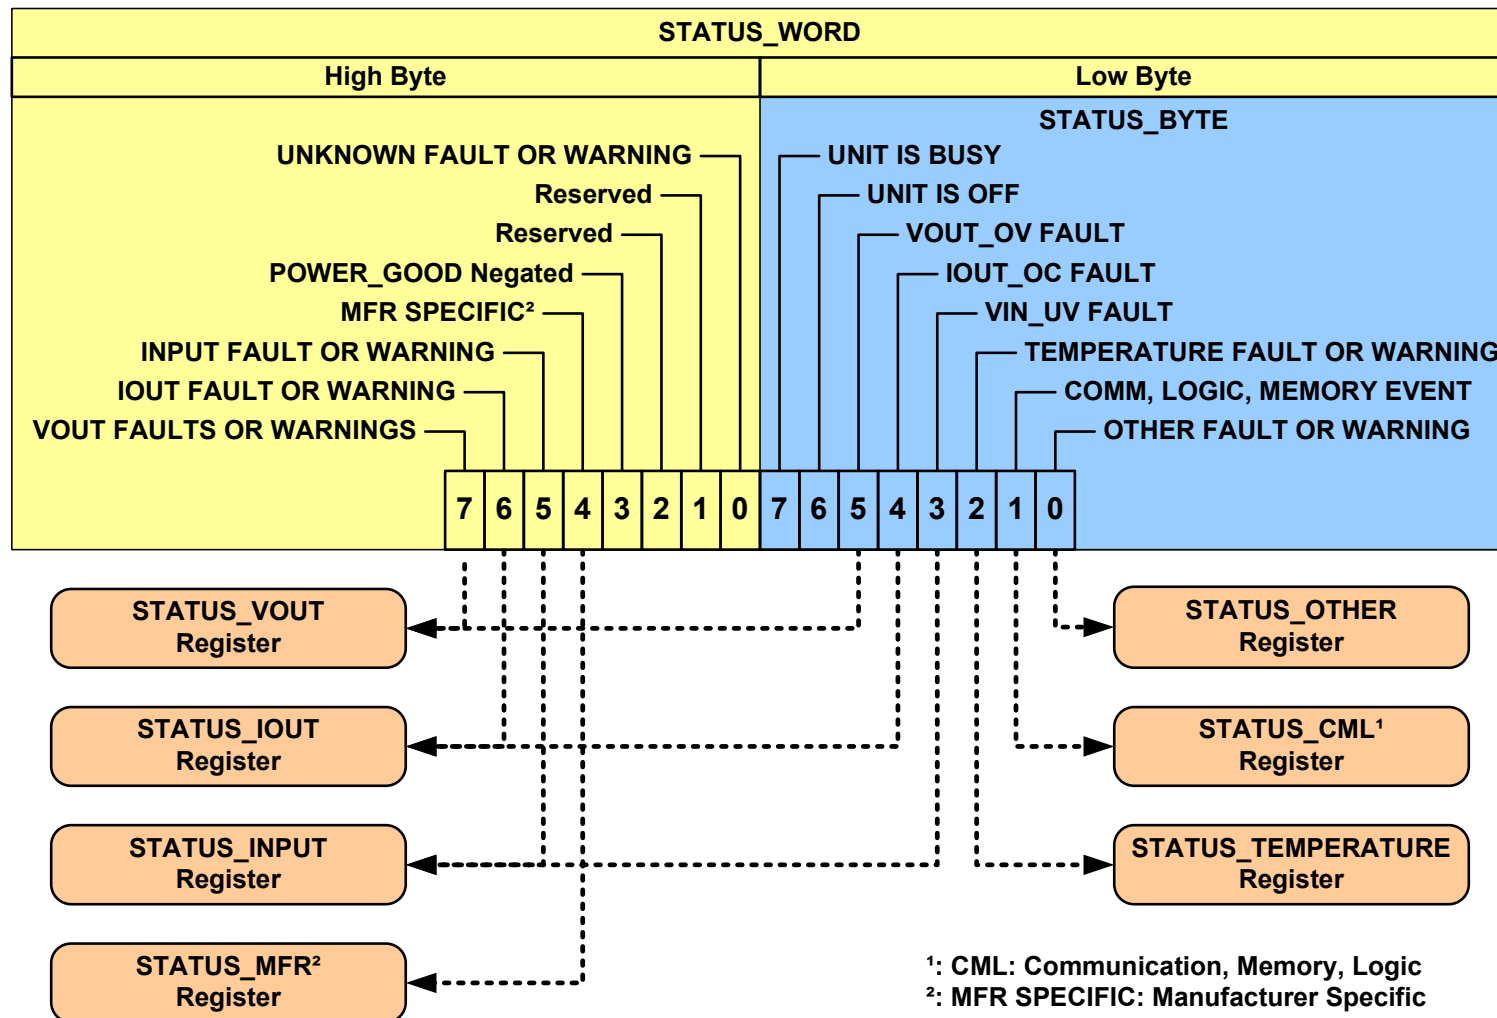 STATUS_WORD
High Byte
Low Byte
STATUS_BYTE
UNKNOWN FAULT OR WARNING
UNIT IS BUSY
Reserved
UNIT IS OFF
Reserved
VOUT_OV FAULT
POWER_GOOD Negated
IOUT_OC FAULT
MFR SPECIFIC²
VIN_UV FAULT
INPUT FAULT OR WARNING
TEMPERATURE FAULT OR WARNING
IOUT FAULT OR WARNING
COMM, LOGIC, MEMORY EVENT
VOUT FAULTS OR WARNINGS
OTHER FAULT OR WARNING
7 6 5 4 3 2 1 0 7 6 5 4 3 2 1 0
STATUS_VOUT
Register
STATUS_OTHER
Register
STATUS_IOUT
Register
STATUS_CML¹
Register
STATUS_INPUT
Register
STATUS_TEMPERATURE
Register
STATUS_MFR²
Register
¹: CML: Communication, Memory, Logic
²: MFR SPECIFIC: Manufacturer Specific